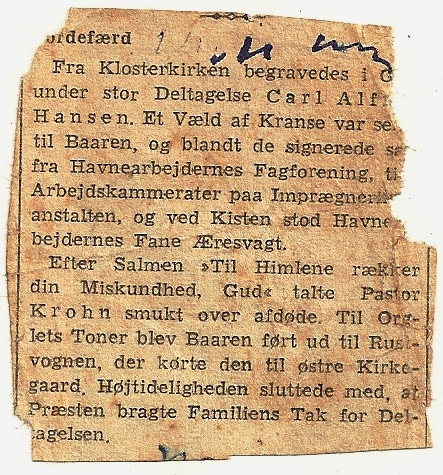 ordefærd
Fra Klosterkirken begravedes i G
under stor Deltagelse Carl Alf
Hansen. Et Væld af Kranse var se
til Baaren, og blandt de signerede s
fra Havnearbejdernes Fagforening, ti
Arbejdskammerater paa Imprægneri
anstalten, og ved Kisten stod Havne
bejdernes Fane Æresvagt.
Efter Salmen »Til Himlene rækker
din Miskundhed, Gud« talte Pastor
Krohn smukt over afdøde. Til Org-
lets Toner blev Baaren ført ud til Rust-
vognen, der kørte den til østre Kirke-
gaard. Højtideligheden sluttede med, at
Præsten bragte Familiens Tak for Del-
tagelsen.